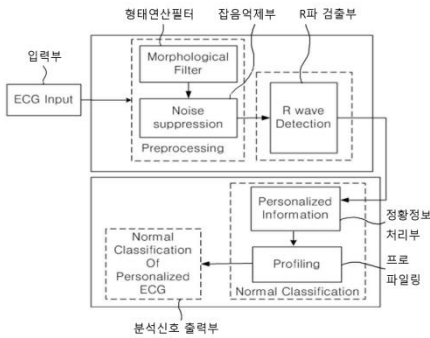 형태연산필터
잡음억제부
R파 검출부
입력부
Morphological
Filter
ECG Input
Noise
suppression
R wave
Detection
Preprocessing
Personalized
Information
정황정보
처리부
Normal
Classification
Of
Personalized
ECG
Profiling
프로
파일링
Normal Classification
분석신호 출력부